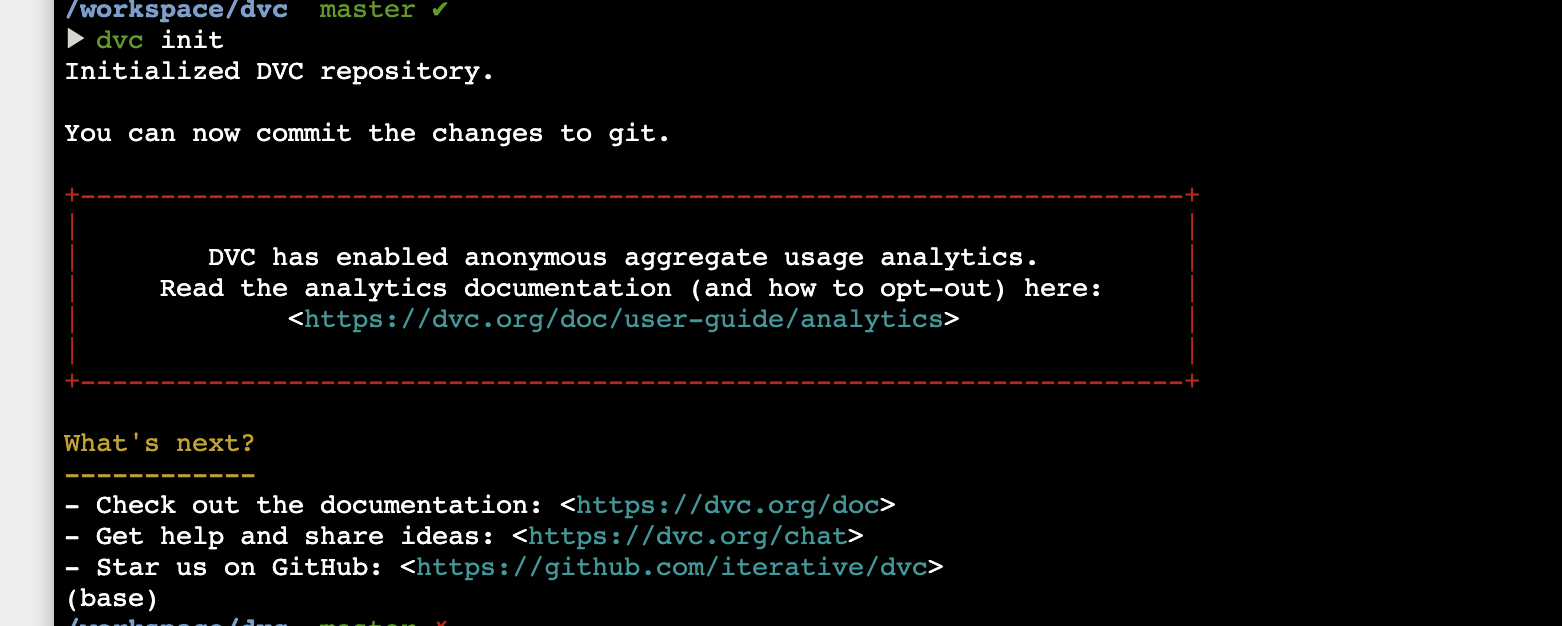 /workspace/dvc master ✔
▶ dvc init
Initialized DVC repository.
You can now commit the changes to git.
+---------------------------------------------------------------------+
DVC has enabled anonymous aggregate usage analytics.
Read the analytics documentation (and how to opt-out) here:
<https://dvc.org/doc/user-guide/analytics>
+---------------------------------------------------------------------+
What's next?
------------
- Check out the documentation: <https://dvc.org/doc>
- Get help and share ideas: <https://dvc.org/chat>
- Star us on GitHub: <https://github.com/iterative/dvc>
(base)
/workspace/dvc master ✗